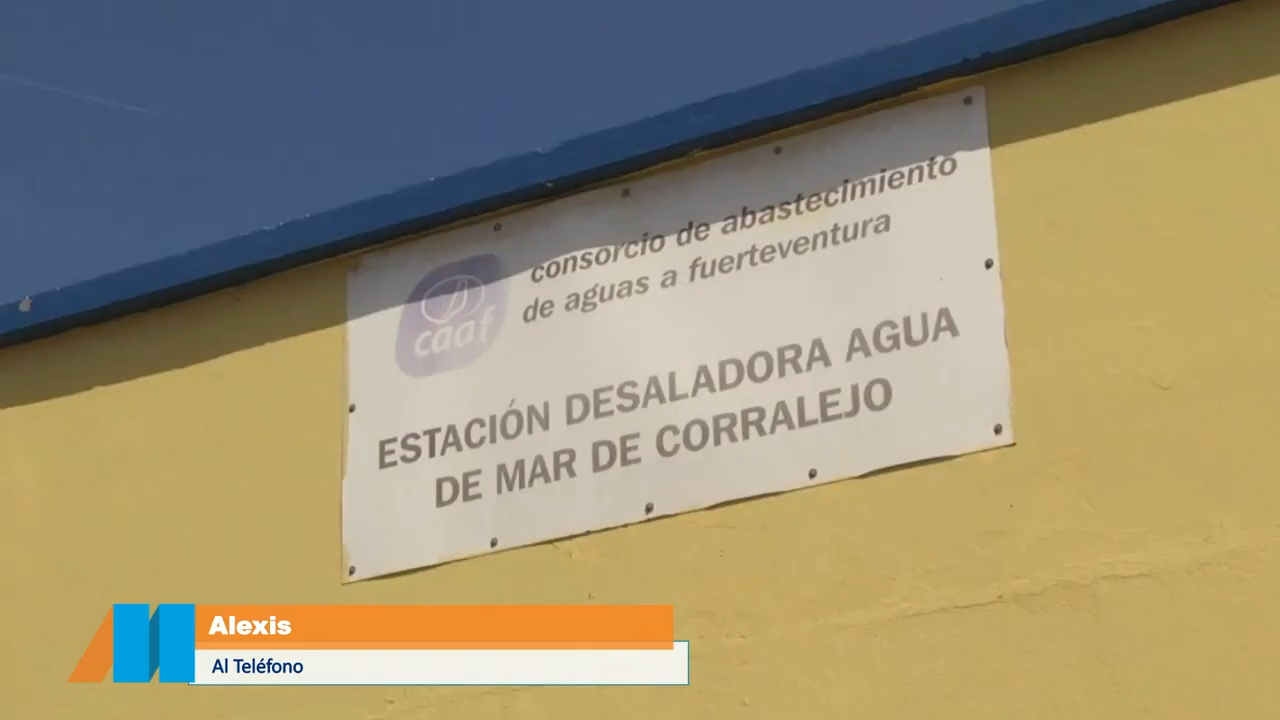 consorcio de abastecimiento
de aguas a fuerteventura
caaf
ESTACIÓN DESALADORA AGUA
DE MAR DE CORRALEJO
Alexis
Al Teléfono